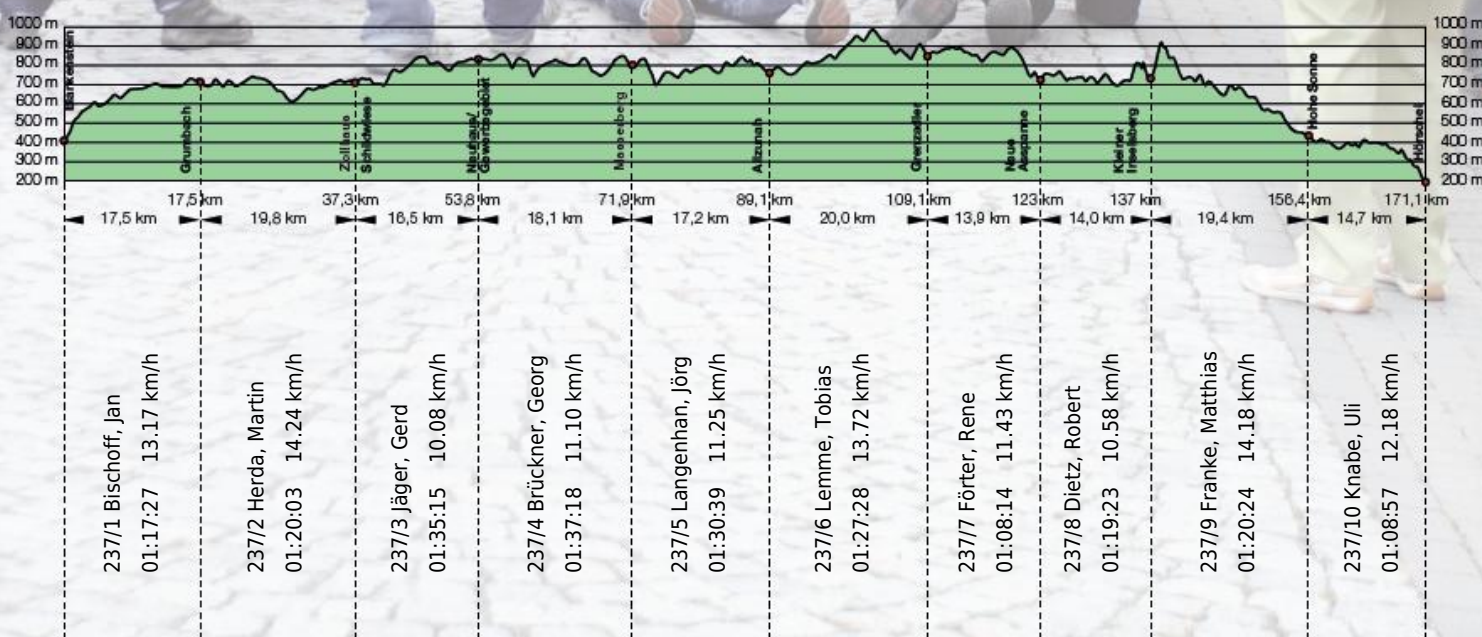 1000 m
900 m
800 m
700 m
600 m
500 m
400 m
300 m
200 m
1000 m
900 m
800 m
700 m
600 m
500 m
400 m
300 m
200 m
Blankenstein
Grumbach
Zollhaus
Schildwiese
Neuhaus/
Masserberg
Allzunah
Grenzadler
Neue
Ausspanne
Kleiner
Inselsberg
Hohe Sonne
Hörschel
17,5 km
37,3 km
53,8 km
71,9 km
89,1 km
109,1 km
123 km
137 km
156,4 km
171,1 km
17,5 km
19,8 km
16,5 km
18,1 km
17,2 km
20,0 km
13,9 km
14,0 km
19,4 km
14,7 km
237/1 Bischoff, Jan
01:17:27 13.17 km/h
237/2 Herda, Martin
01:20:03 14.24 km/h
237/3 Jäger, Gerd
01:35:15 10.08 km/h
237/4 Brückner, Georg
01:37:18 11.10 km/h
237/5 Langenhan, Jörg
01:30:39 11.25 km/h
237/6 Lemme, Tobias
01:27:28 13.72 km/h
237/7 Förter, Rene
01:08:14 11.43 km/h
237/8 Dietz, Robert
01:19:23 10.58 km/h
237/9 Franke, Matthias
01:20:24 14.18 km/h
237/10 Knabe, Uli
01:08:57 12.18 km/h